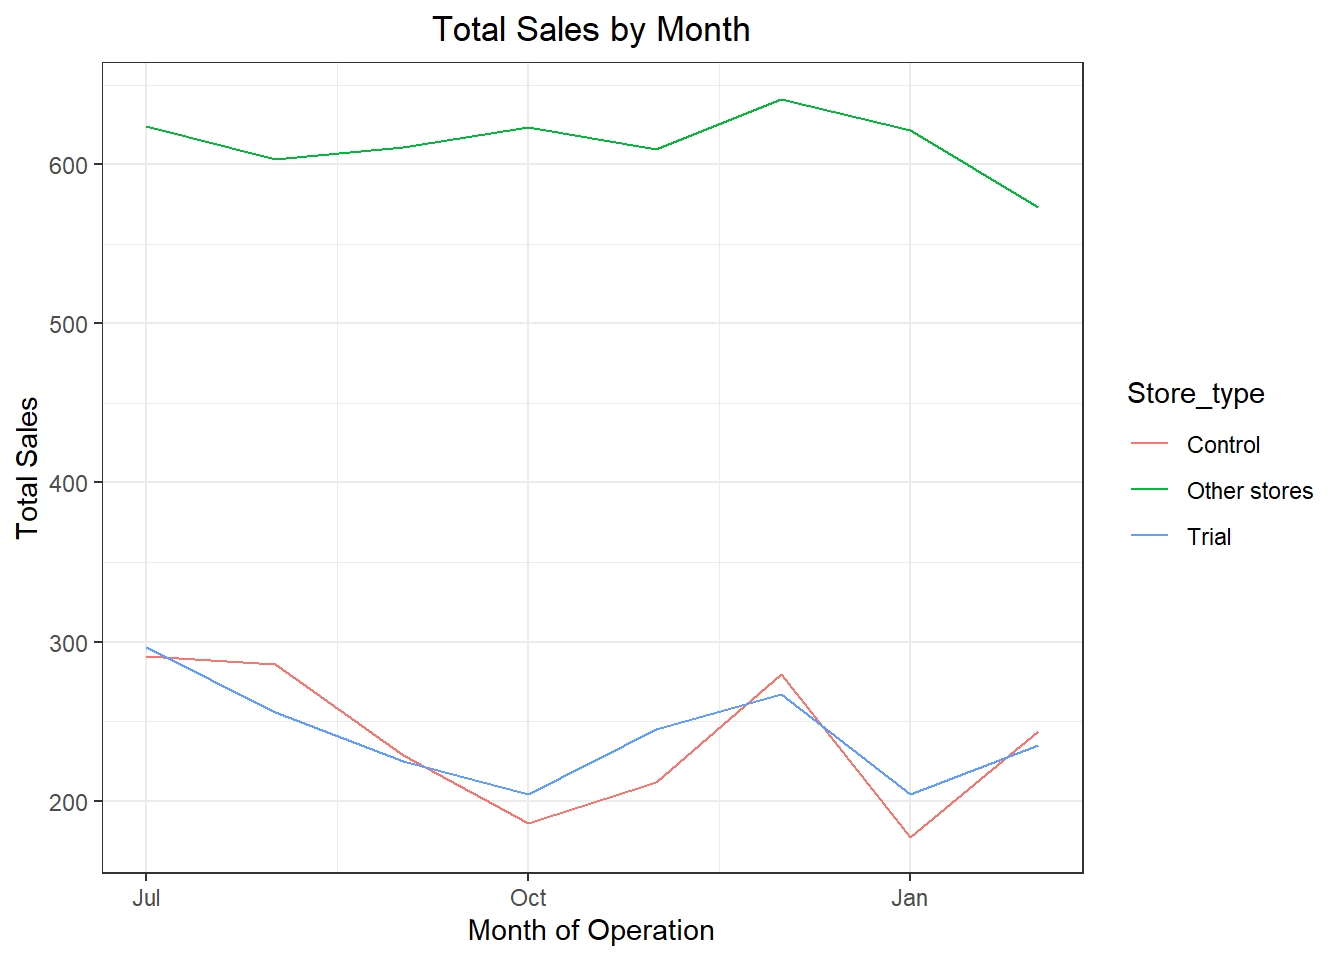 Total Sales by Month
Total Sales
600
500
400
300
200
Jul
Oct
Jan
Month of Operation
Store_type
Control
Other stores
Trial